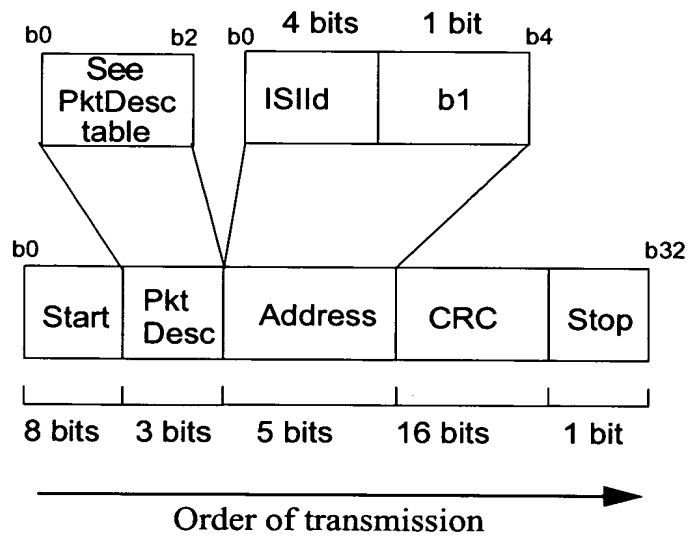 4 bits 1 bit
b0 b2 b0 b4
See
PktDesc
table
ISIId b1
b0 b32
Start Pkt
Desc Address CRC Stop
8 bits 3 bits 5 bits 16 bits 1 bit
Order of transmission